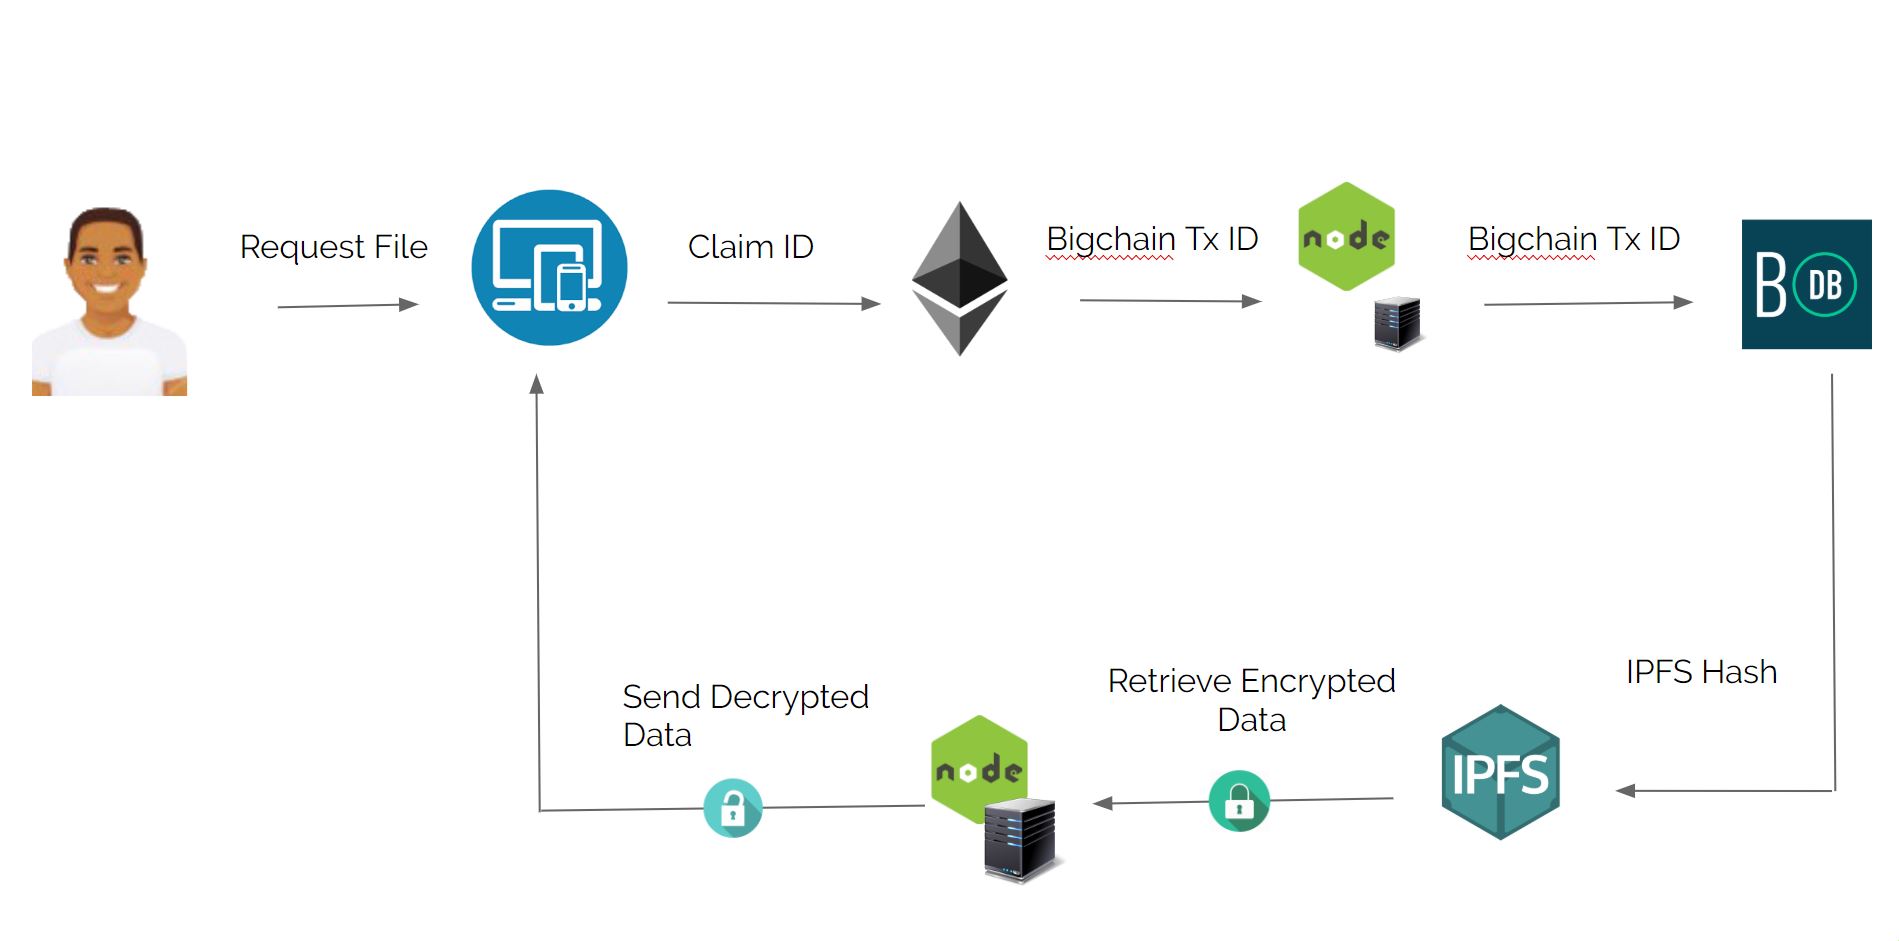 Request File
Claim ID
Bigchain Tx ID
node
Bigchain Tx ID
B DB
IPFS Hash
Retrieve Encrypted
Data
Send Decrypted
Data
node
IPFS